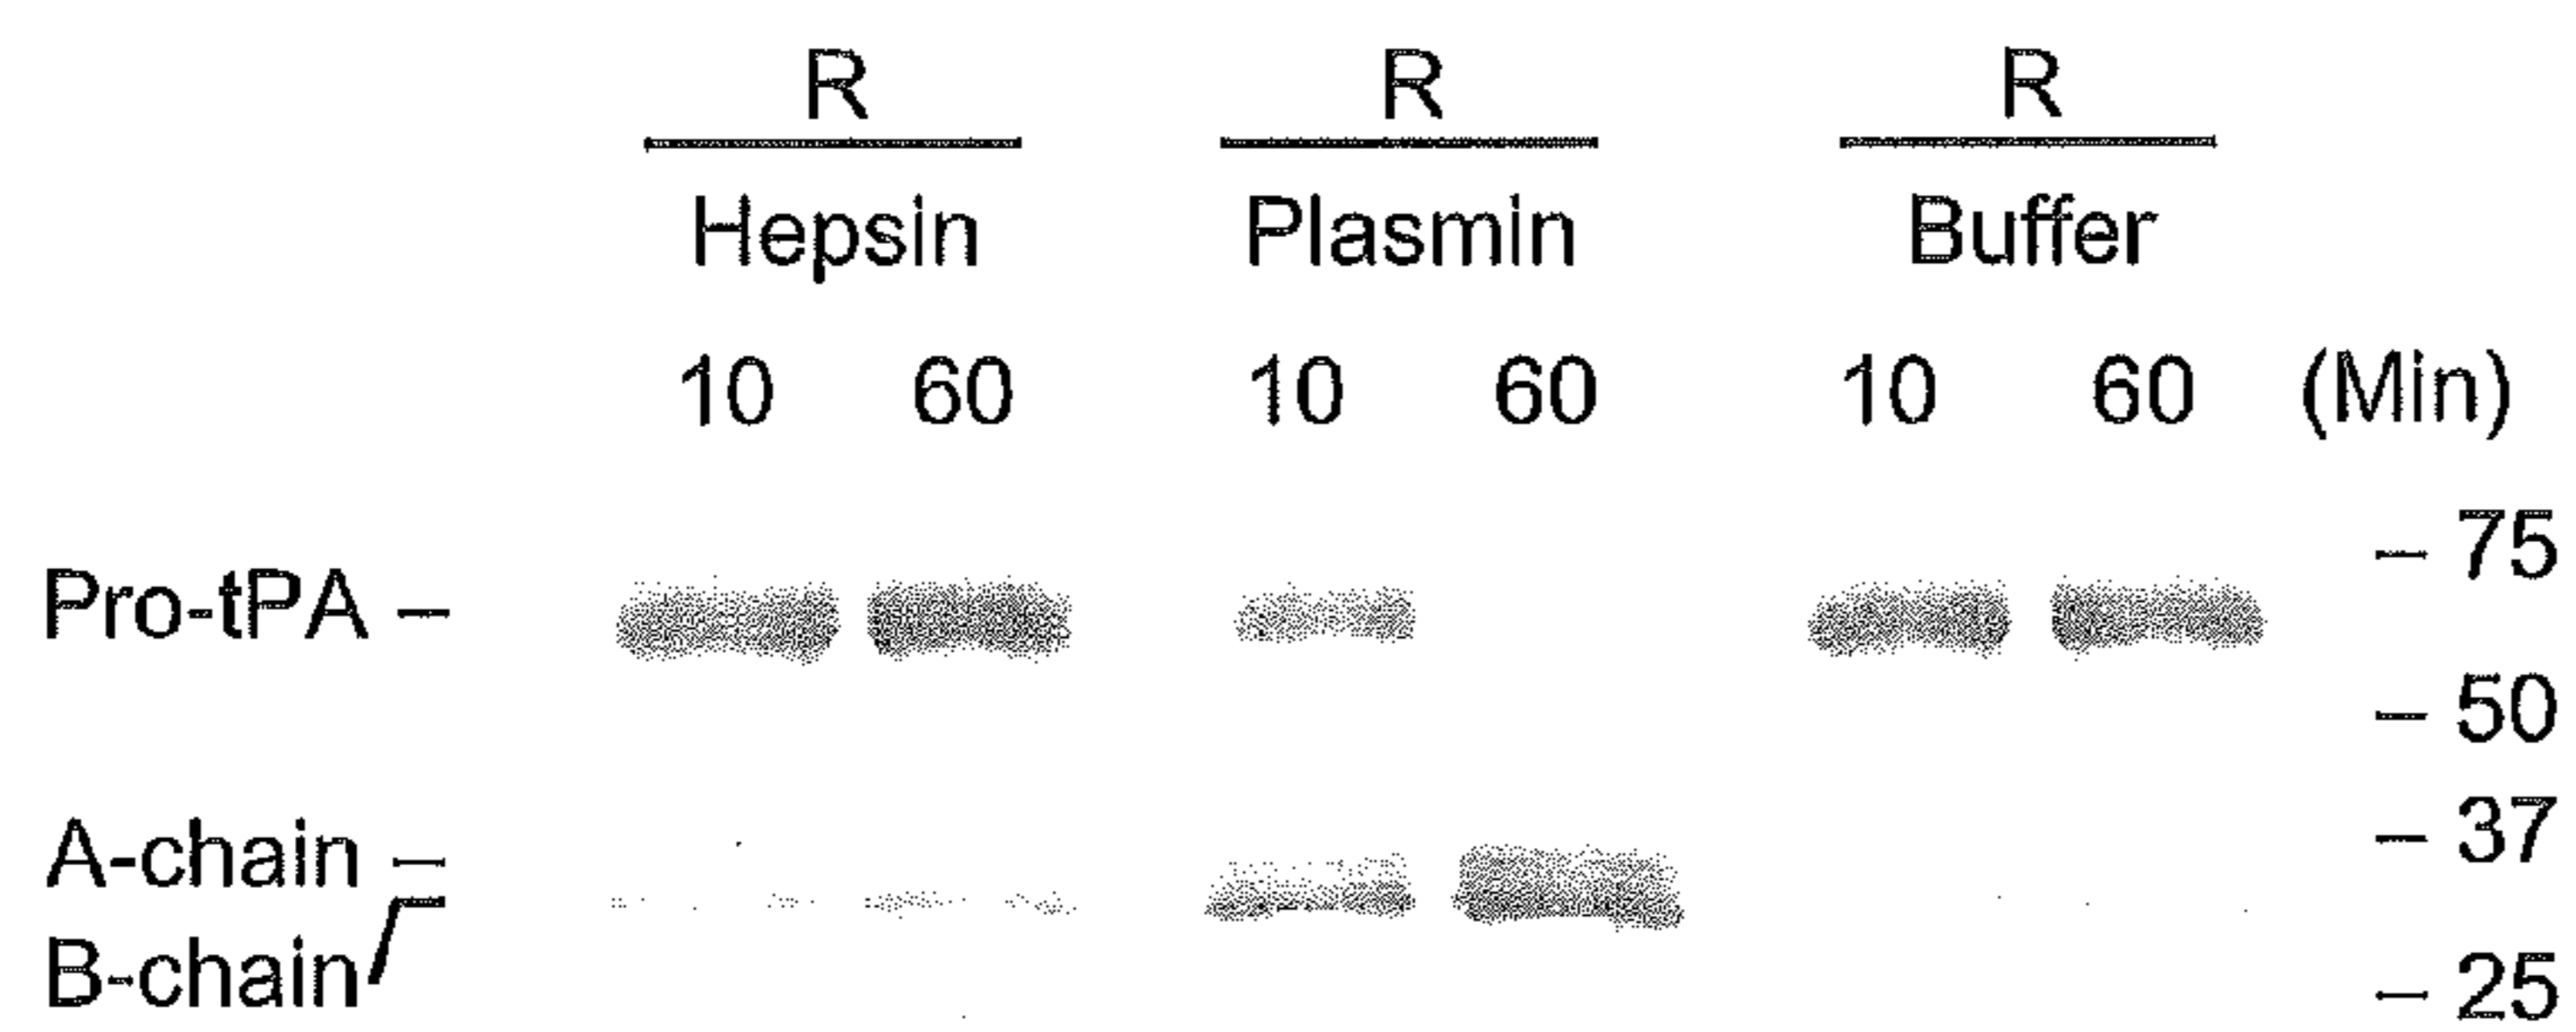 R R R
Hepsin Plasmin Buffer
10 60 10 60 10 60 (Min)
– 75
Pro-tPA –
– 50
– 37
A-chain –
B-chain
– 25